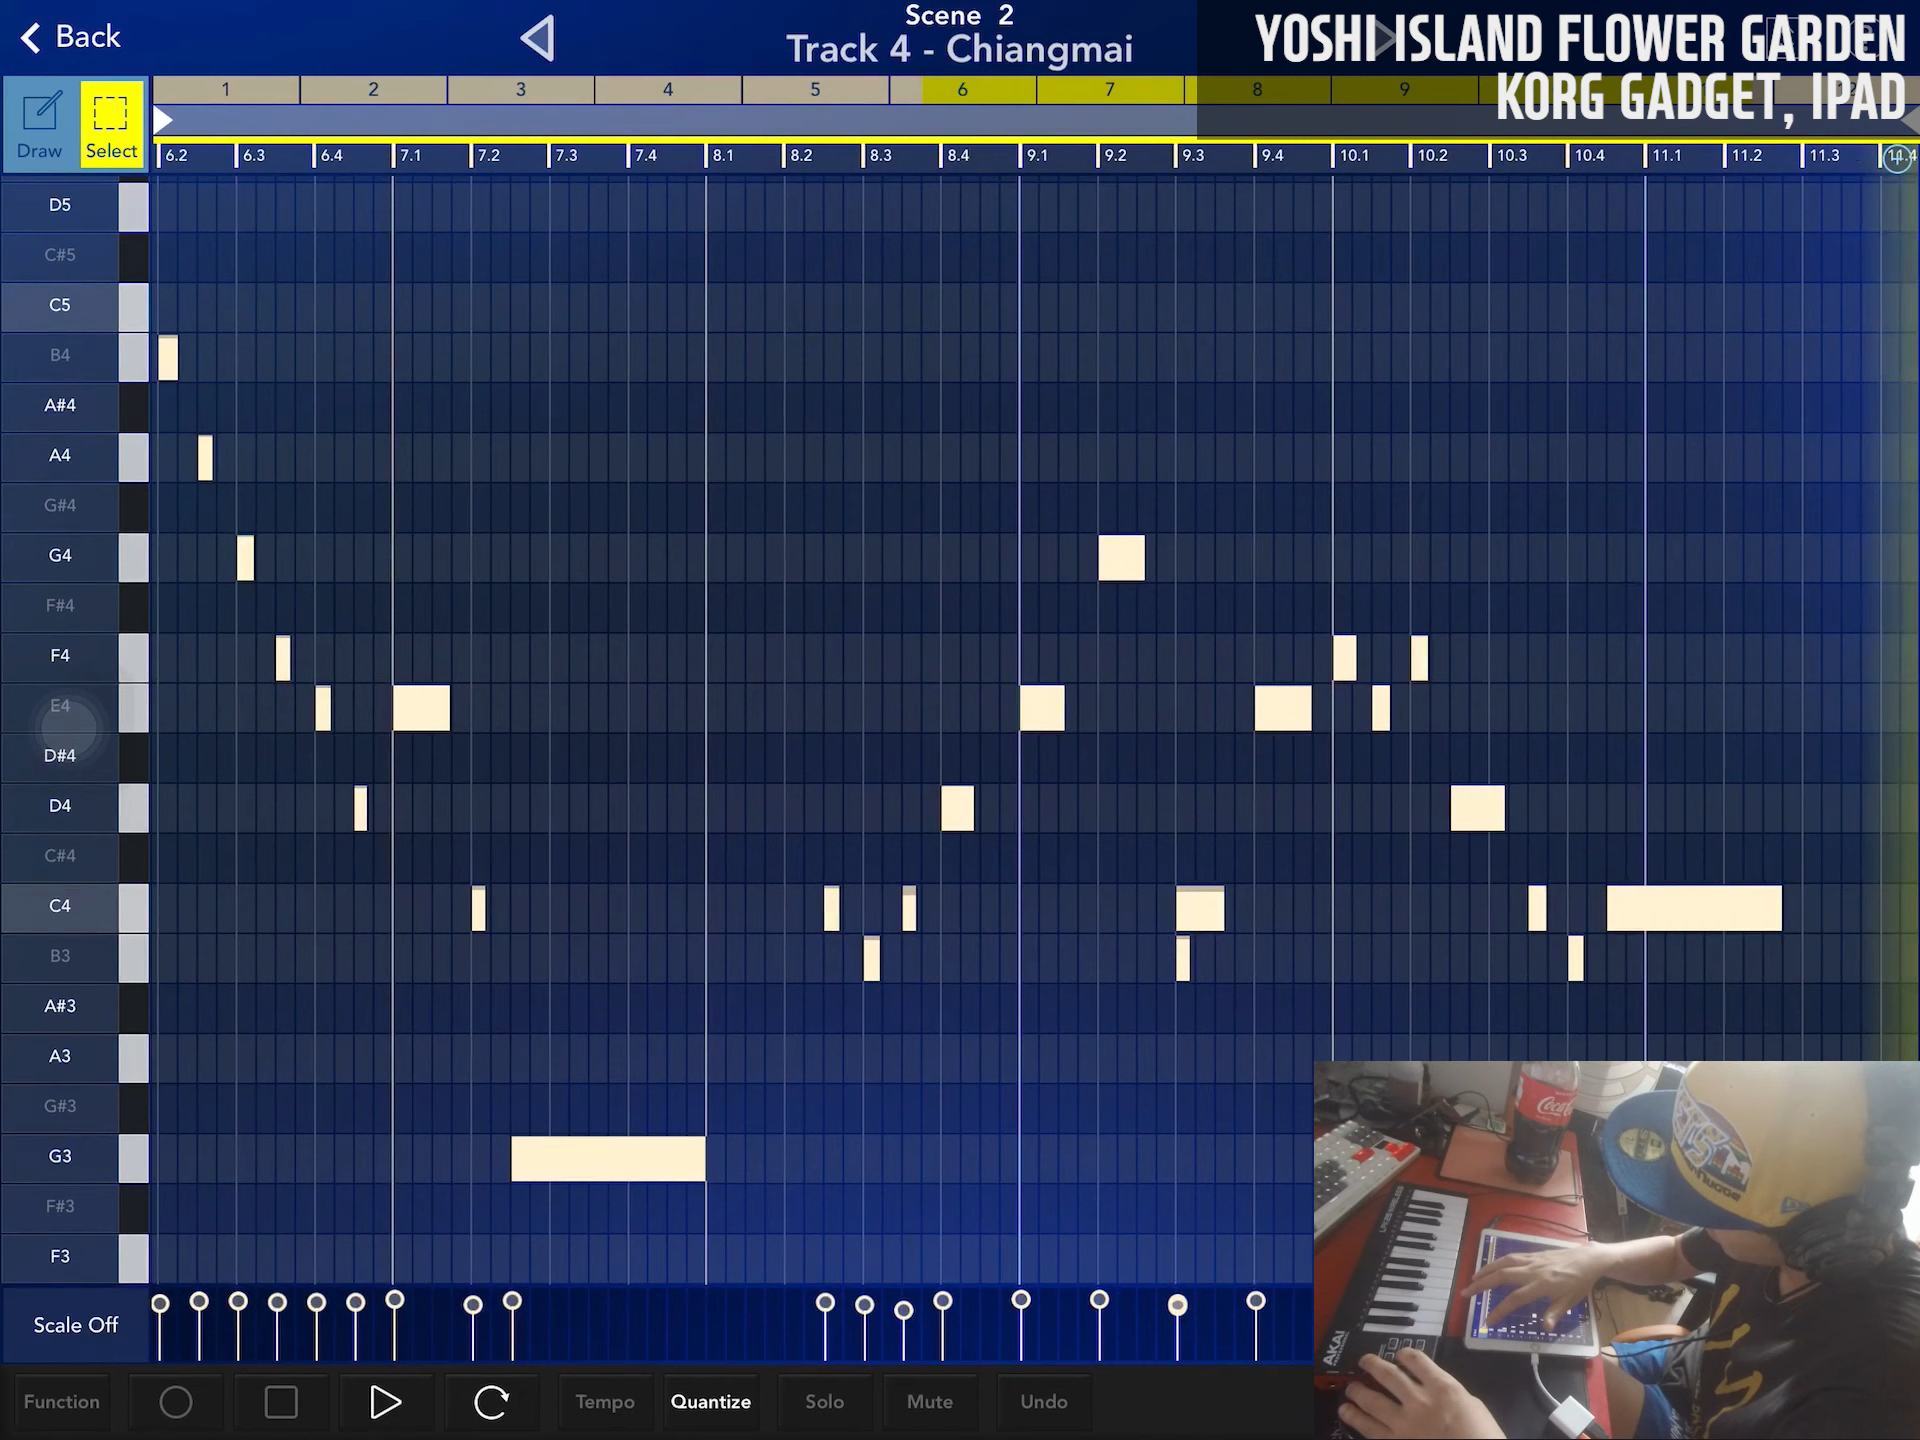 Back
Scene 2
Track 4 - Chiangmai
YOSHI ISLAND FLOWER GARDEN
KORG GADGET, IPAD
Draw
Select
1 2 3 4 5 6 7 8 9
6.2 6.3 6.4 7.1 7.2 7.3 7.4 8.1 8.2 8.3 8.4 9.1 9.2 9.3 9.4 10.1 10.2 10.3 10.4 11.1 11.2 11.3 11.4
D5
C#5
C5
B4
A#4
A4
G#4
G4
F#4
F4
E4
D#4
D4
C#4
C4
B3
A#3
A3
G#3
G3
F#3
F3
Scale Off
Function
Tempo
Quantize
Solo
Mute
Undo
AKAI